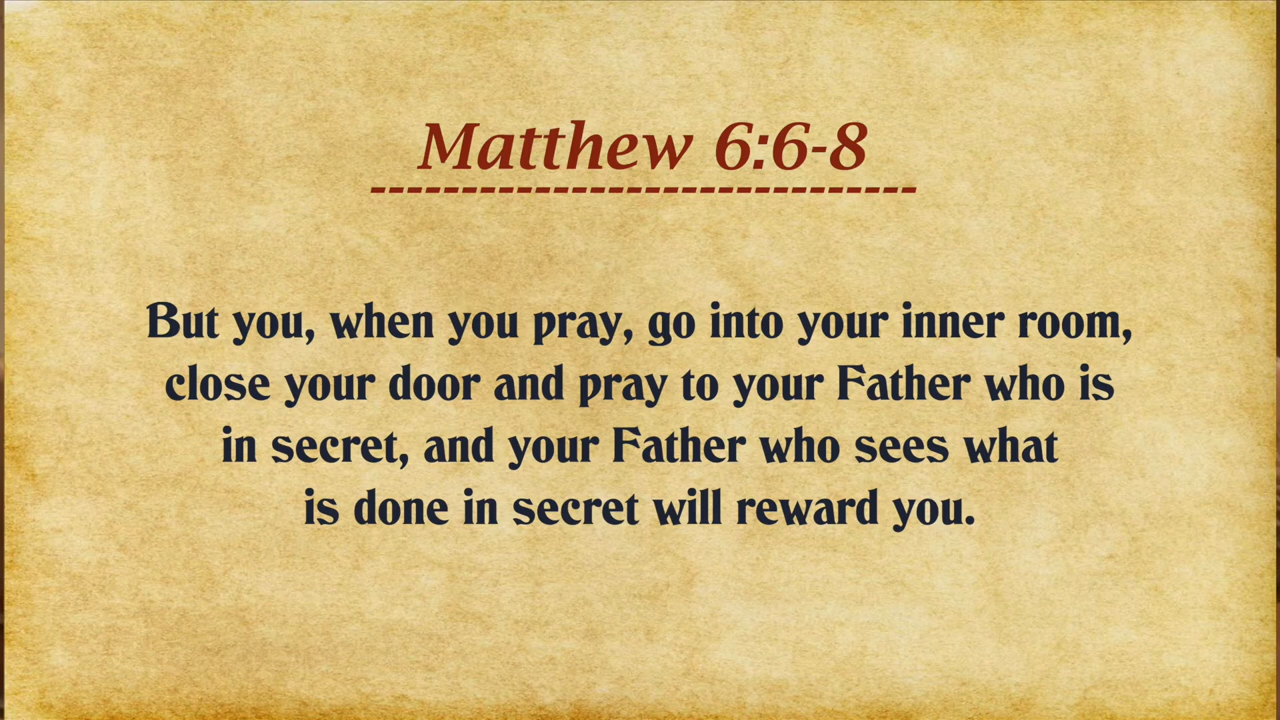 Matthew 6:6-8
------------------------------
But you, when you pray, go into your inner room,
close your door and pray to your Father who is
in secret, and your Father who sees what
is done in secret will reward you.